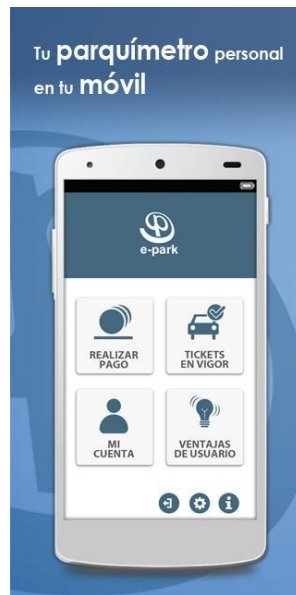 Tu parquímetro personal
en tu móvil
e-park
REALIZAR
PAGO
TICKETS
EN VIGOR
MI
CUENTA
VENTAJAS
DE USUARIO